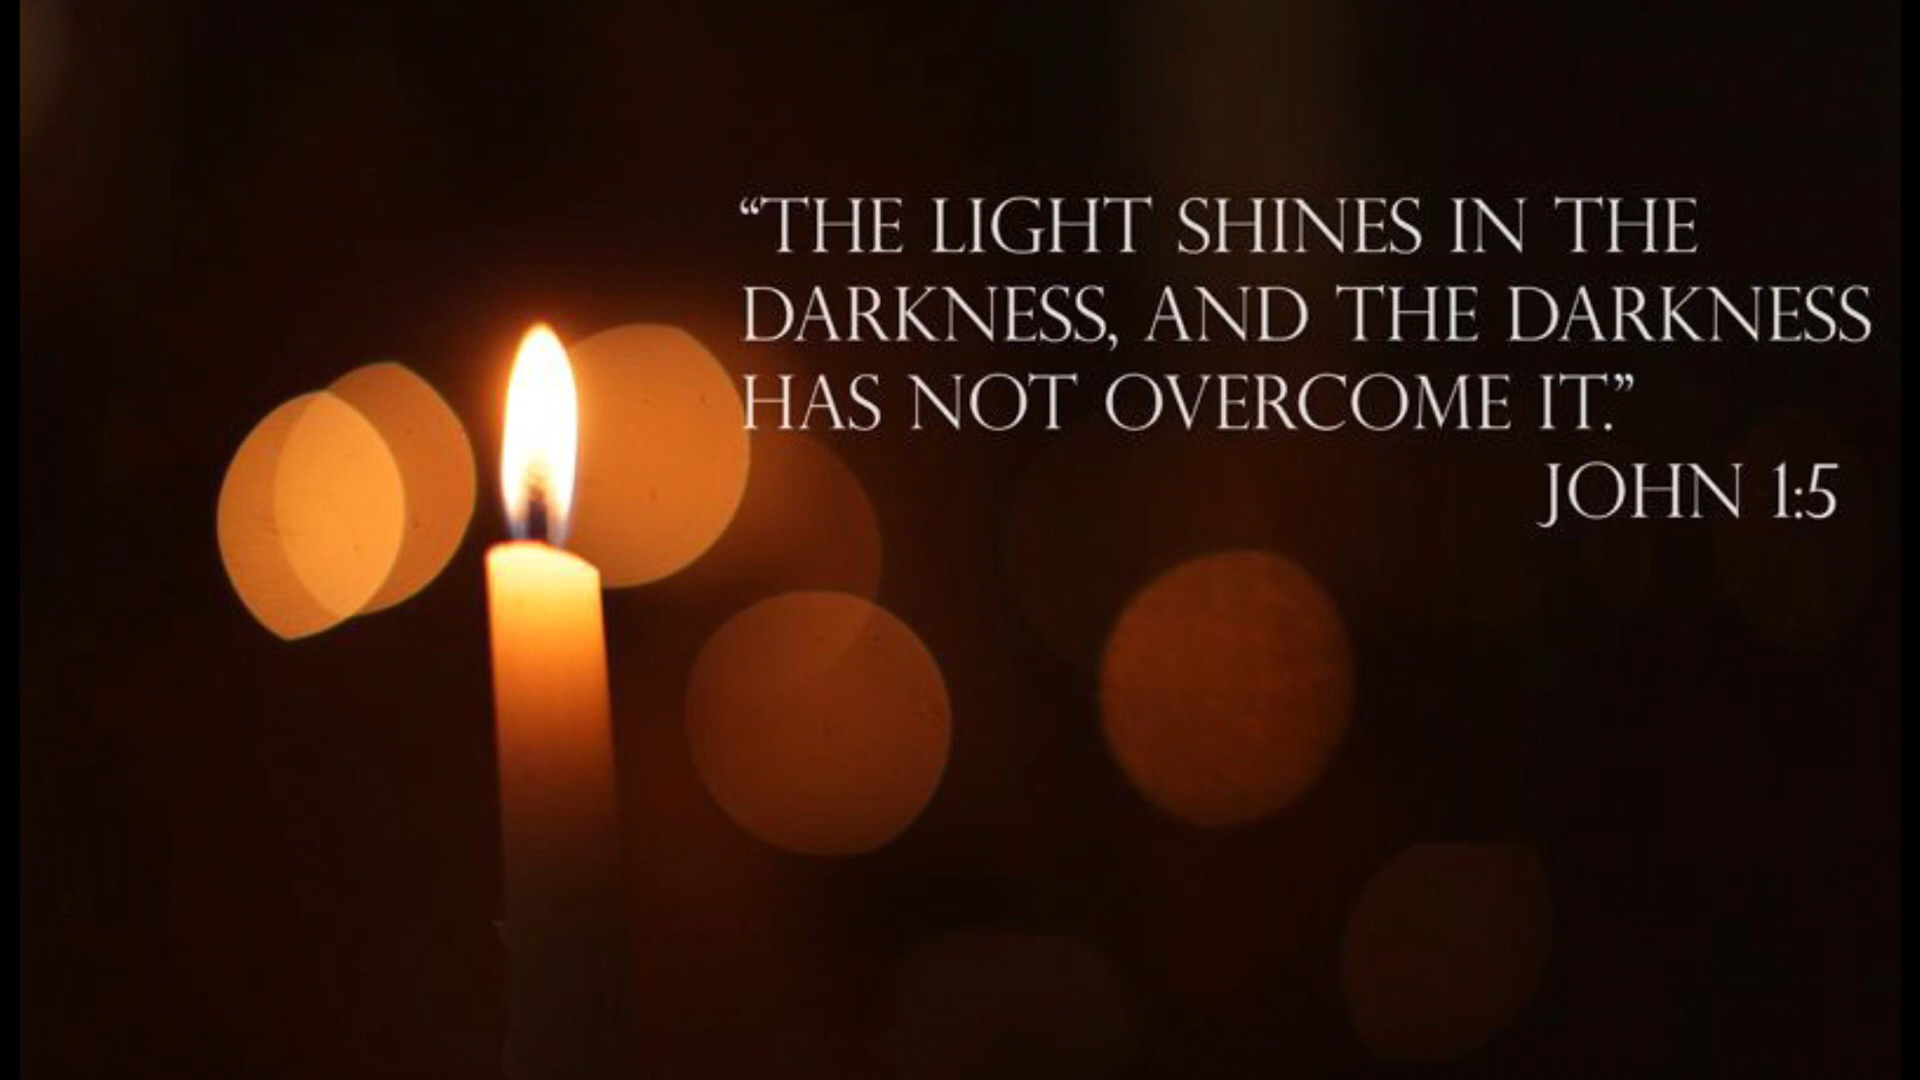 “THE LIGHT SHINES IN THE
DARKNESS, AND THE DARKNESS
HAS NOT OVERCOME IT.”
JOHN 1:5